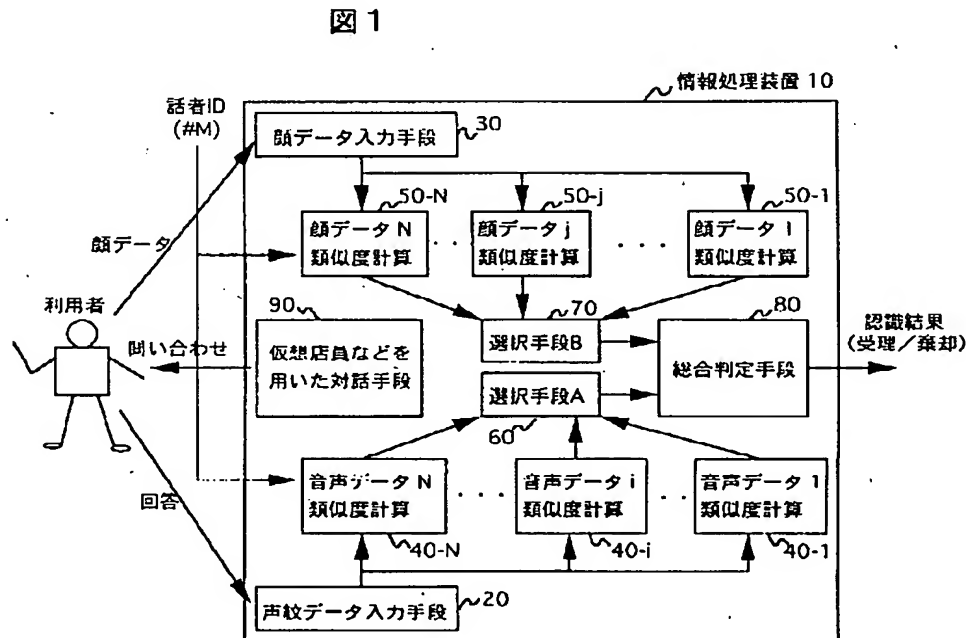 図1
情報処理装置 10
話者ID
(#M)
顔データ入力手段
30
50-N
50-j
50-1
顔データ N
類似度計算
顔データ j
類似度計算
顔データ 1
類似度計算
顔データ
利用者
90
70
80
認識結果
(受理/棄却)
問い合わせ
仮想店員などを
用いた対話手段
選択手段B
総合判定手段
選択手段A
60
回答
音声データ N
類似度計算
音声データ i
類似度計算
音声データ 1
類似度計算
40-N
40-i
40-1
声紋データ入力手段
20